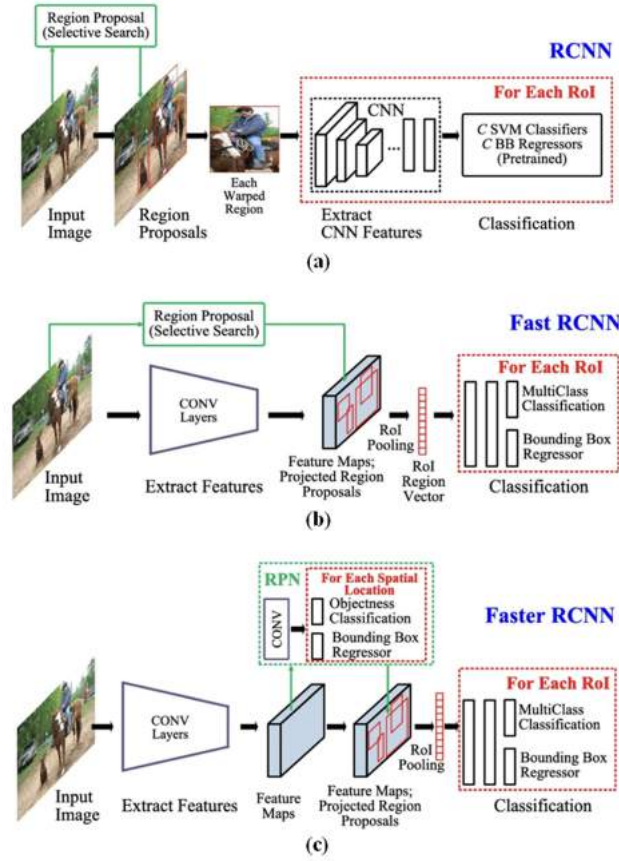 Region Proposal
(Selective Search)
RCNN
For Each RoI
CNN
C SVM Classifiers
C BB Regressors
(Pretrained)
Each
Warped
Region
Input
Image
Region
Proposals
Extract
CNN Features
Classification
(a)
Region Proposal
(Selective Search)
Fast RCNN
For Each RoI
CONV
Layers
MultiClass
Classification
Bounding Box
Regressor
RoI
Pooling
Input
Image
Extract Features
Feature Maps;
Projected Region
Proposals
RoI
Region
Vector
Classification
(b)
RPN
For Each Spatial
Location
CONV
Objectness
Classification
Bounding Box
Regressor
Faster RCNN
For Each RoI
CONV
Layers
MultiClass
Classification
Bounding Box
Regressor
RoI
Pooling
Input
Image
Extract Features
Feature
Maps
Feature Maps;
Projected Region
Proposals
Classification
(c)